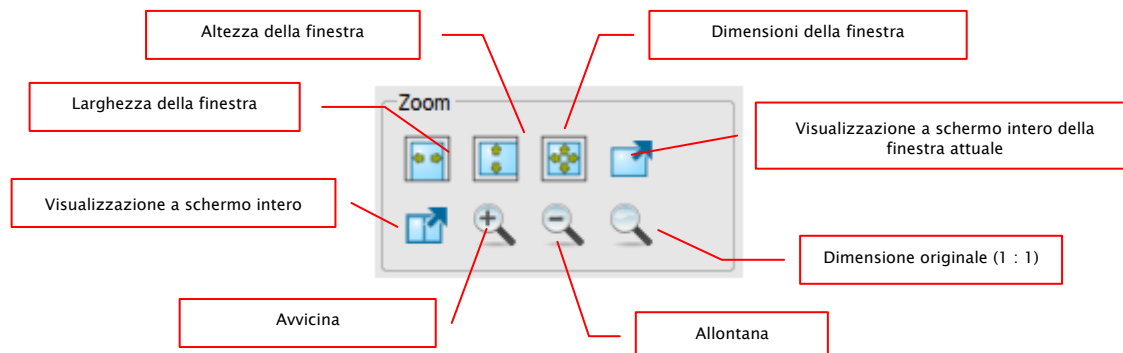 Altezza della finestra
Dimensioni della finestra
Larghezza della finestra
Zoom
Visualizzazione a schermo intero della
finestra attuale
Visualizzazione a schermo intero
Dimensione originale (1 : 1)
Avvicina
Allontana